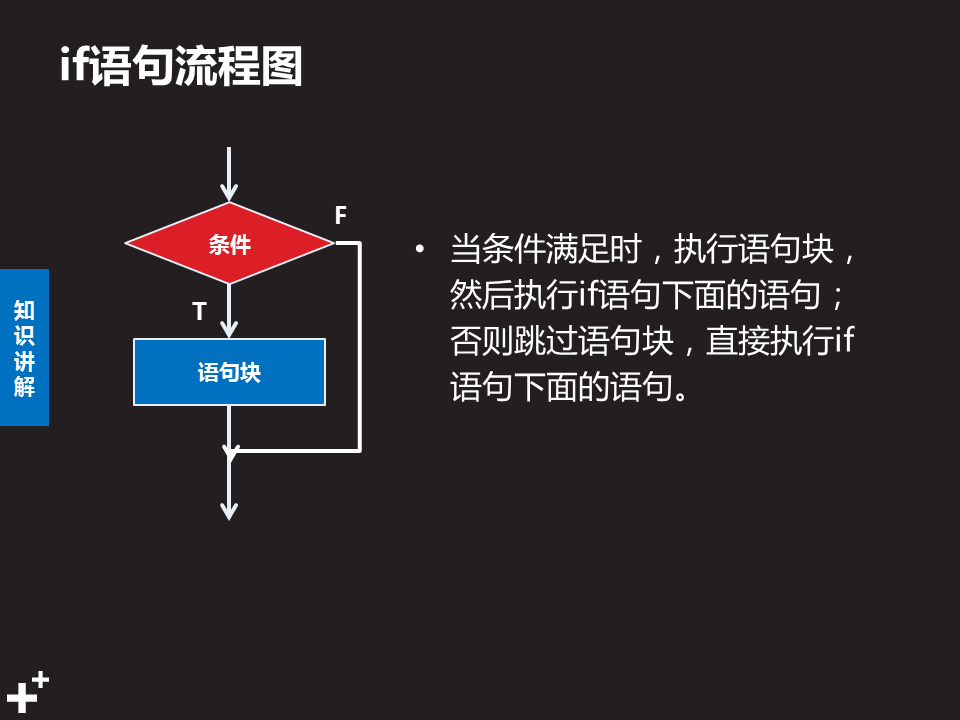 if语句流程图
F
条件
T
语句块
知
识
讲
解
• 当条件满足时，执行语句块，
然后执行if语句下面的语句；
否则跳过语句块，直接执行if
语句下面的语句。